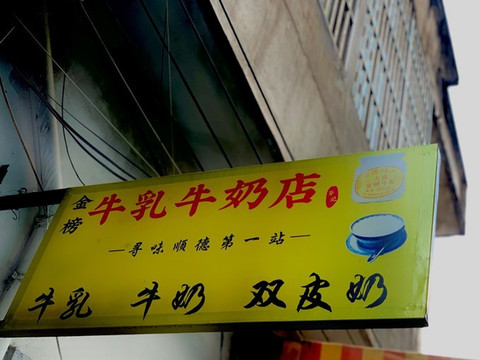 金榜
牛乳牛奶店
—寻味顺德第一站—
牛乳 牛奶 双皮奶